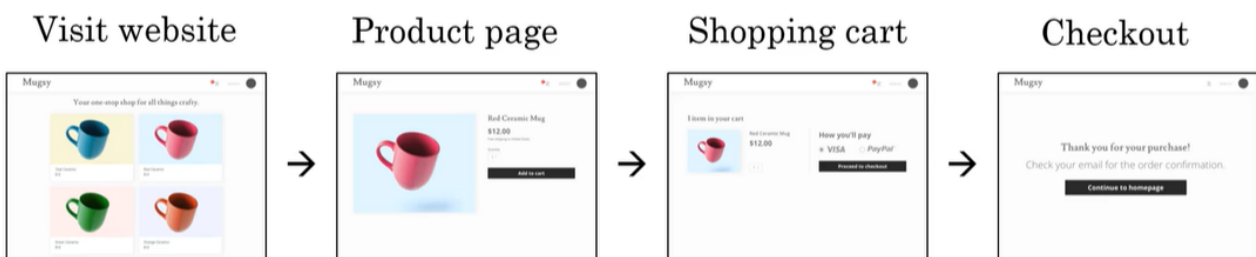 Visit website
Product page
Shopping cart
Checkout
Mugsy
Your one-stop shop for all things crafty.
Mugsy
Red Ceramic Mug
$12.00
Add to cart
Mugsy
1 item in your cart
Red Ceramic Mug
$12.00
How you'll pay
VISA PayPal
Proceed to checkout
Mugsy
Thank you for your purchase!
Check your email for the order confirmation.
Continue to homepage